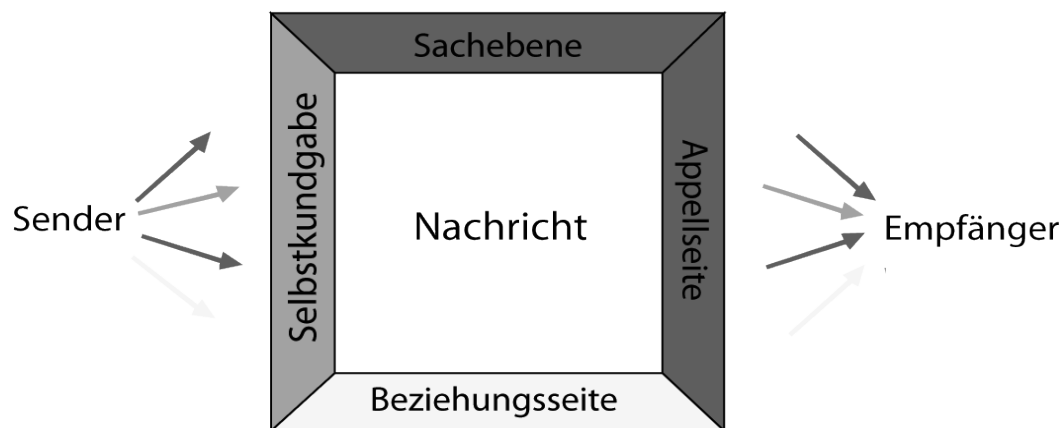 Sachebene
Sender
Selbstkundgabe
Nachricht
Appellseite
Empfänger
Beziehungsseite